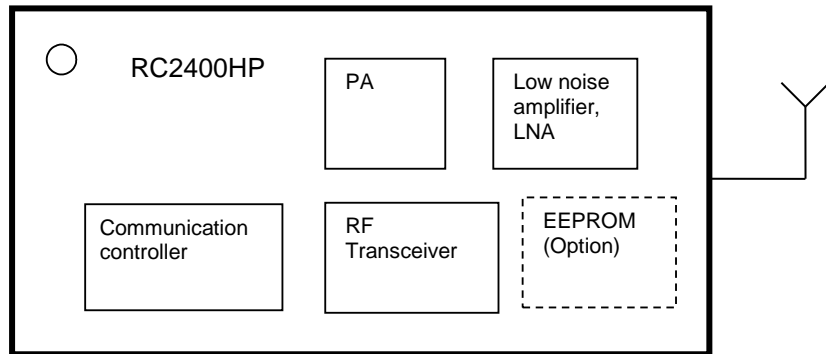 RC2400HP
PA
Low noise
amplifier,
LNA
Communication
controller
RF
Transceiver
EEPROM
(Option)